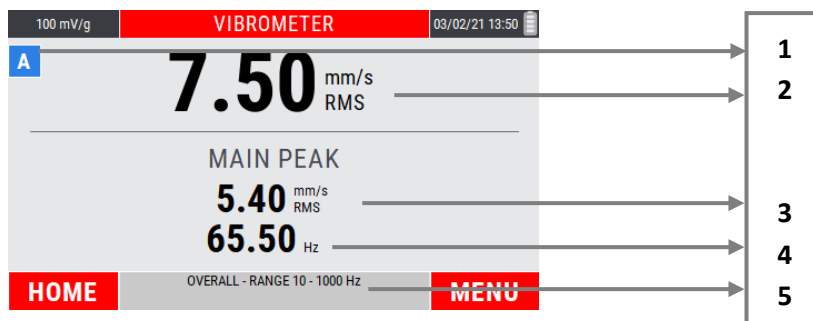 100 mV/g VIBROMETER 03/02/21 13:50
A 1
7.50 mm/s RMS 2
MAIN PEAK
5.40 mm/s RMS 3
65.50 Hz 4
HOME OVERALL - RANGE 10 - 1000 Hz MENU 5